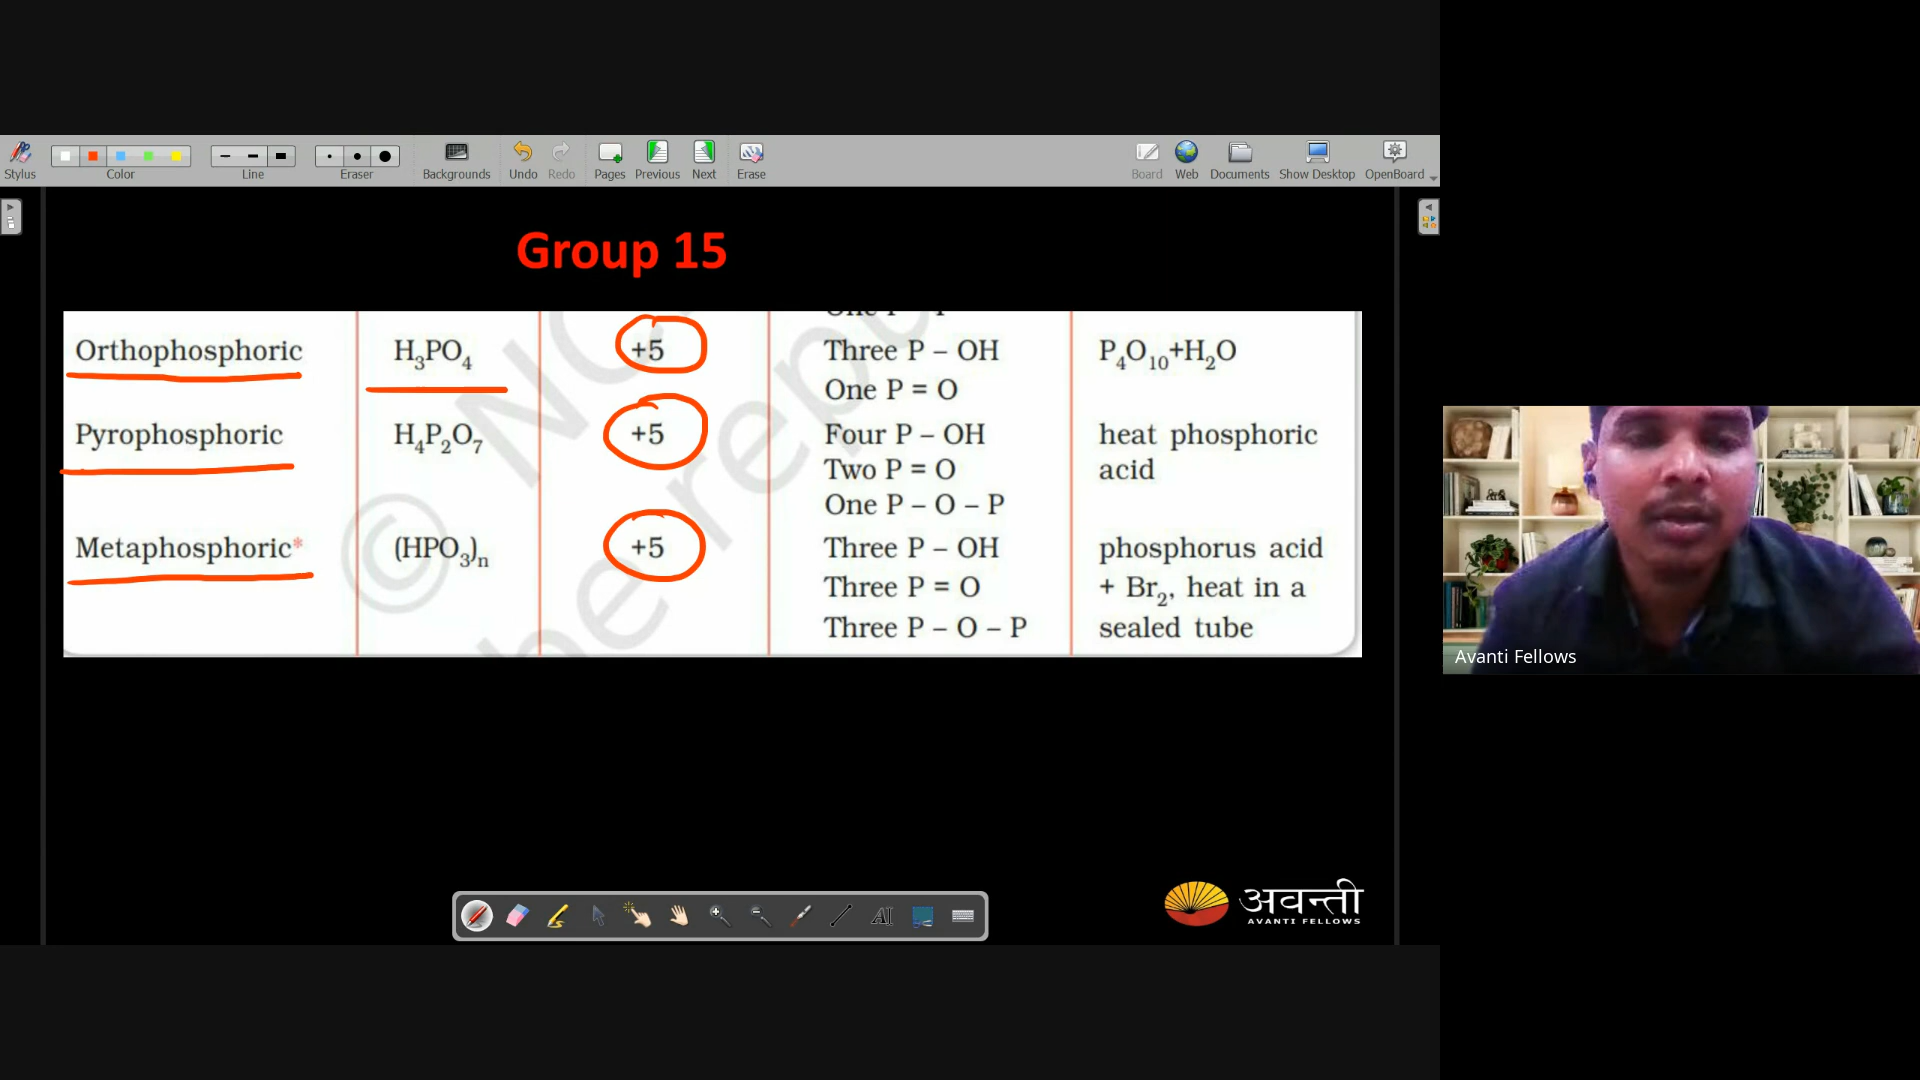 Stylus Color Line Eraser Backgrounds Undo Redo Pages Previous Next Erase Board Web Documents Show Desktop OpenBoard
Group 15
Orthophosphoric H3PO4 +5 Three P – OH P4O10+H2O
One P = O
Pyrophosphoric H4P2O7 +5 Four P – OH heat phosphoric
Two P = O acid
One P – O – P
Metaphosphoric* (HPO3)n +5 Three P – OH phosphorus acid
Three P = O + Br2, heat in a
Three P – O – P sealed tube
Avanti Fellows
अवन्ती
AVANTI FELLOWS